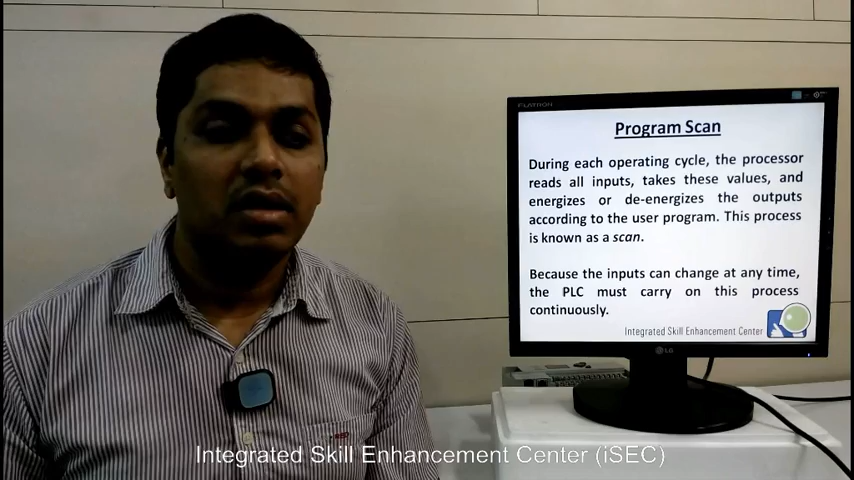 FLATRON
Program Scan
During each operating cycle, the processor
reads all inputs, takes these values, and
energizes or de-energizes the outputs
according to the user program. This process
is known as a scan.
Because the inputs can change at any time,
the PLC must carry on this process
continuously.
Integrated Skill Enhancement Center
LG
Integrated Skill Enhancement Center (iSEC)